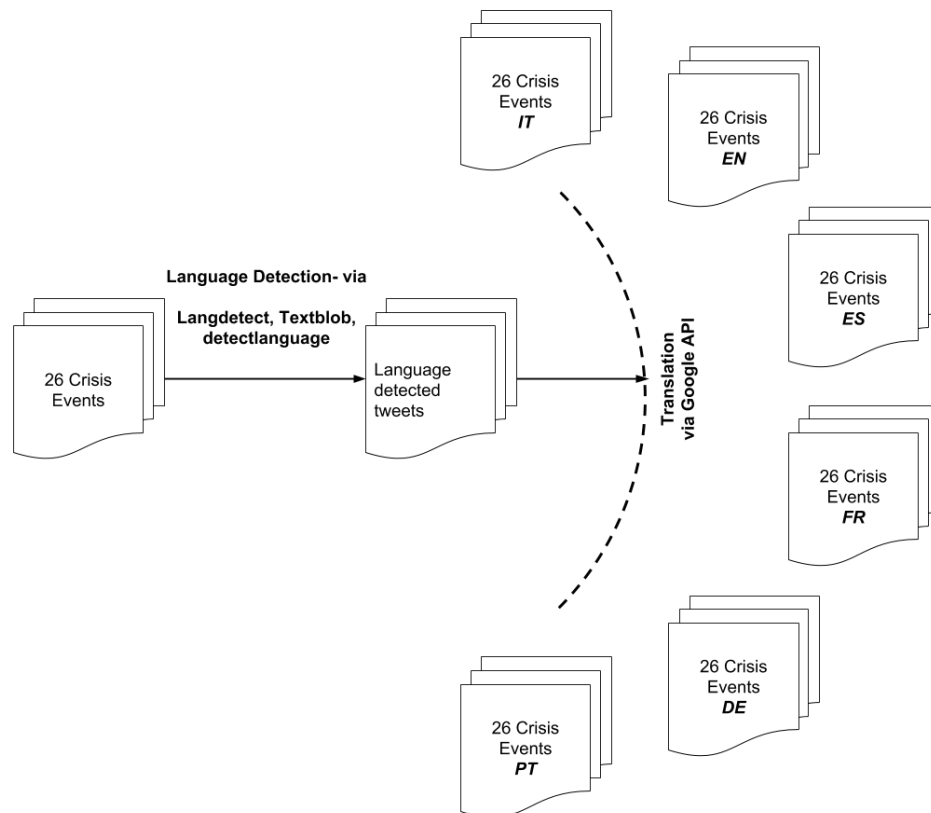 26 Crisis
Events
IT
26 Crisis
Events
EN
26 Crisis
Events
ES
Language Detection- via
Langdetect, Textblob,
detectlanguage
26 Crisis
Events
Language
detected
tweets
Translation
via Google API
26 Crisis
Events
FR
26 Crisis
Events
DE
26 Crisis
Events
PT